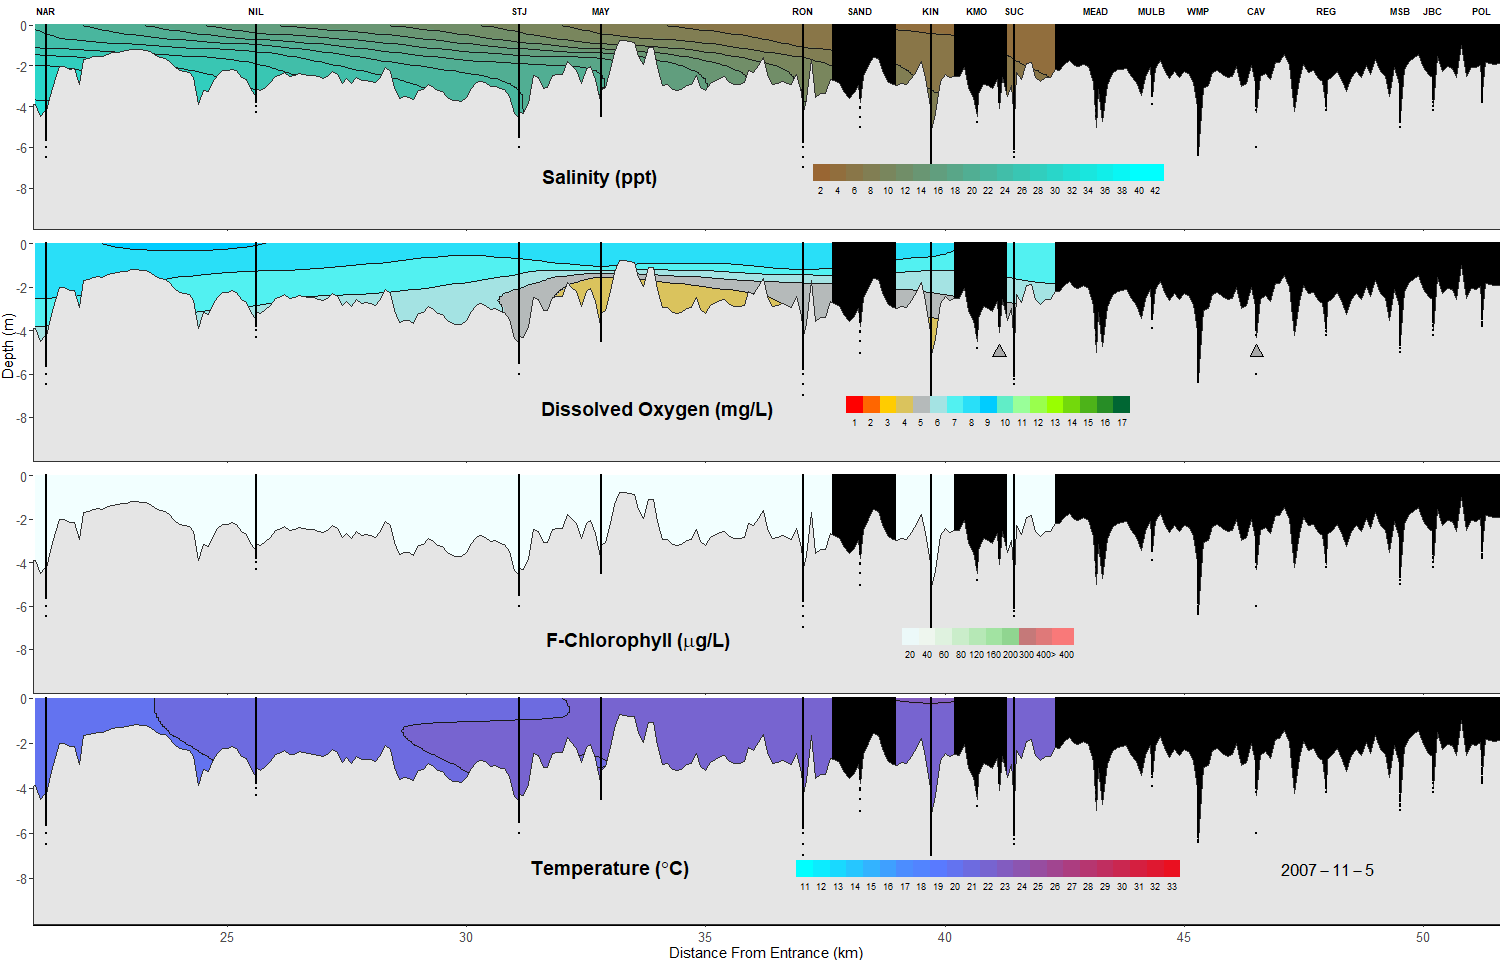 NAR NIL STJ MAY RON SAND KIN KMO SUC MEAD MULB WMP CAV REG MSB JBC POL
0
-2
-4
-6
-8
Salinity (ppt)
2 4 6 8 10 12 14 16 18 20 22 24 26 28 30 32 34 36 38 40 42
0
-2
-4
-6
-8
Depth (m)
Dissolved Oxygen (mg/L)
1 2 3 4 5 6 7 8 9 10 11 12 13 14 15 16 17
0
-2
-4
-6
-8
F-Chlorophyll (μg/L)
20 40 60 80 120 160 200 300 400> 400
0
-2
-4
-6
-8
Temperature (°C)
11 12 13 14 15 16 17 18 19 20 21 22 23 24 25 26 27 28 29 30 31 32 33
2007 – 11 – 5
25 30 35 40 45 50
Distance From Entrance (km)